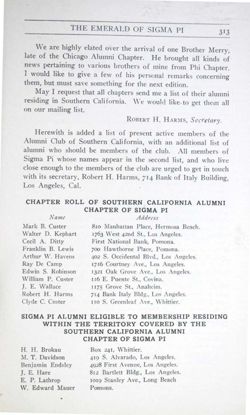 THE EMERALD OF SIGMA PI 313
We are highly elated over the arrival of one Brother Merry,
late of the Chicago Alumni Chapter. He brought all kinds of
news pertaining to various brothers of mine from Phi Chapter.
I would like to give a few of his personal remarks concerning
them, but must save something for the next edition.
May I request that all chapters send me a list of their alumni
residing in Southern California. We would like to get them all
on our mailing list.
ROBERT H. HARMS, Secretary.
Herewith is added a list of present active members of the
Alumni Club of Southern California, with an additional list of
alumni who should be members of the club. All members of
Sigma Pi whose names appear in the second list, and who live
close enough to the members of the club are urged to get in touch
with its secretary, Robert H. Harms, 714 Bank of Italy Building,
Los Angeles, Cal.
CHAPTER ROLL OF SOUTHERN CALIFORNIA ALUMNI
CHAPTER OF SIGMA PI
Name Address
Mark B. Custer 810 Manhattan Place, Hermosa Beach.
Walter D. Kephart 1763 West 42nd St., Los Angeles.
Cecil A. Ditty First National Bank, Pomona.
Franklin B. Lewis 700 Hawthorne Place, Pomona.
Arthur W. Havens 402 S. Occidental Blvd., Los Angeles.
Ray De Camp 1716 Courtney Ave., Los Angeles.
Edwin S. Robinson 1321 Oak Grove Ave., Los Angeles.
William P. Custer 116 E. Pueste St., Covina.
J. E. Wallace 1173 Grove St., Anaheim.
Robert H. Harms 714 Bank Italy Bldg., Los Angeles.
Clyde C. Custer 110 S. Greenleaf Ave., Whittier.
SIGMA PI ALUMNI ELIGIBLE TO MEMBERSHIP RESIDING
WITHIN THE TERRITORY COVERED BY THE
SOUTHERN CALIFORNIA ALUMNI
CHAPTER OF SIGMA PI
H. H. Brokau Box 241, Whittier.
M. T. Davidson 419 S. Alvarado, Los Angeles.
Benjamin Endsley 4928 First Avenue, Los Angeles.
J. E. Hare 812 Bartlett Bldg., Los Angeles.
E. P. Lathrop 1019 Stasley Ave., Long Beach
W. Edward Mauer Pomona.